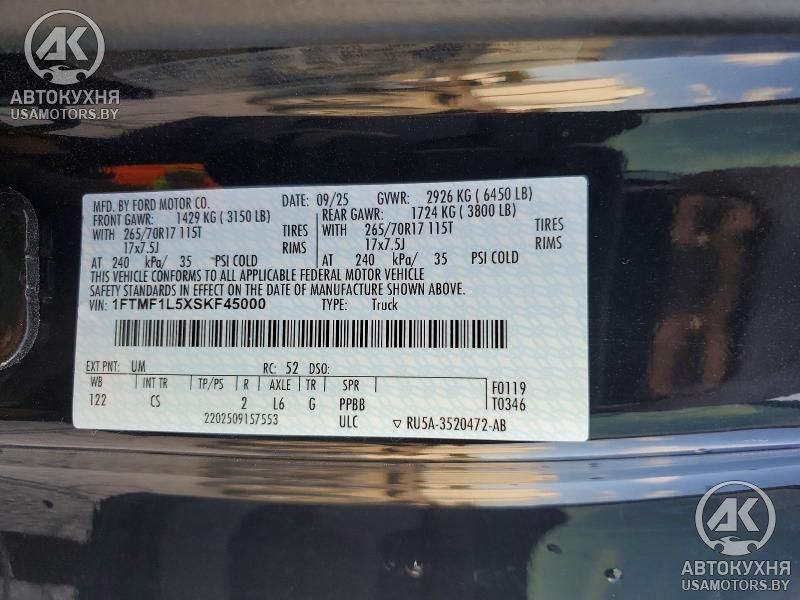 АК
АВТОКУХНЯ
USAMOTORS.BY
MFD. BY FORD MOTOR CO. DATE: 09/25 GVWR: 2926 KG ( 6450 LB)
FRONT GAWR: 1429 KG ( 3150 LB) REAR GAWR: 1724 KG ( 3800 LB)
WITH 265/70R17 115T TIRES WITH 265/70R17 115T TIRES
17x7.5J RIMS 17x7.5J RIMS
AT 240 kPa/ 35 PSI COLD AT 240 kPa/ 35 PSI COLD
THIS VEHICLE CONFORMS TO ALL APPLICABLE FEDERAL MOTOR VEHICLE
SAFETY STANDARDS IN EFFECT ON THE DATE OF MANUFACTURE SHOWN ABOVE.
VIN: 1FTMF1L5XSKF45000 TYPE: Truck
EXT PNT: UM RC: 52 DSO:
WB INT TR TP/PS R AXLE TR SPR F0119
122 CS 2 L6 G PPBB T0346
2202509157553 ULC ▽ RU5A-3520472-AB
АК
АВТОКУХНЯ
USAMOTORS.BY